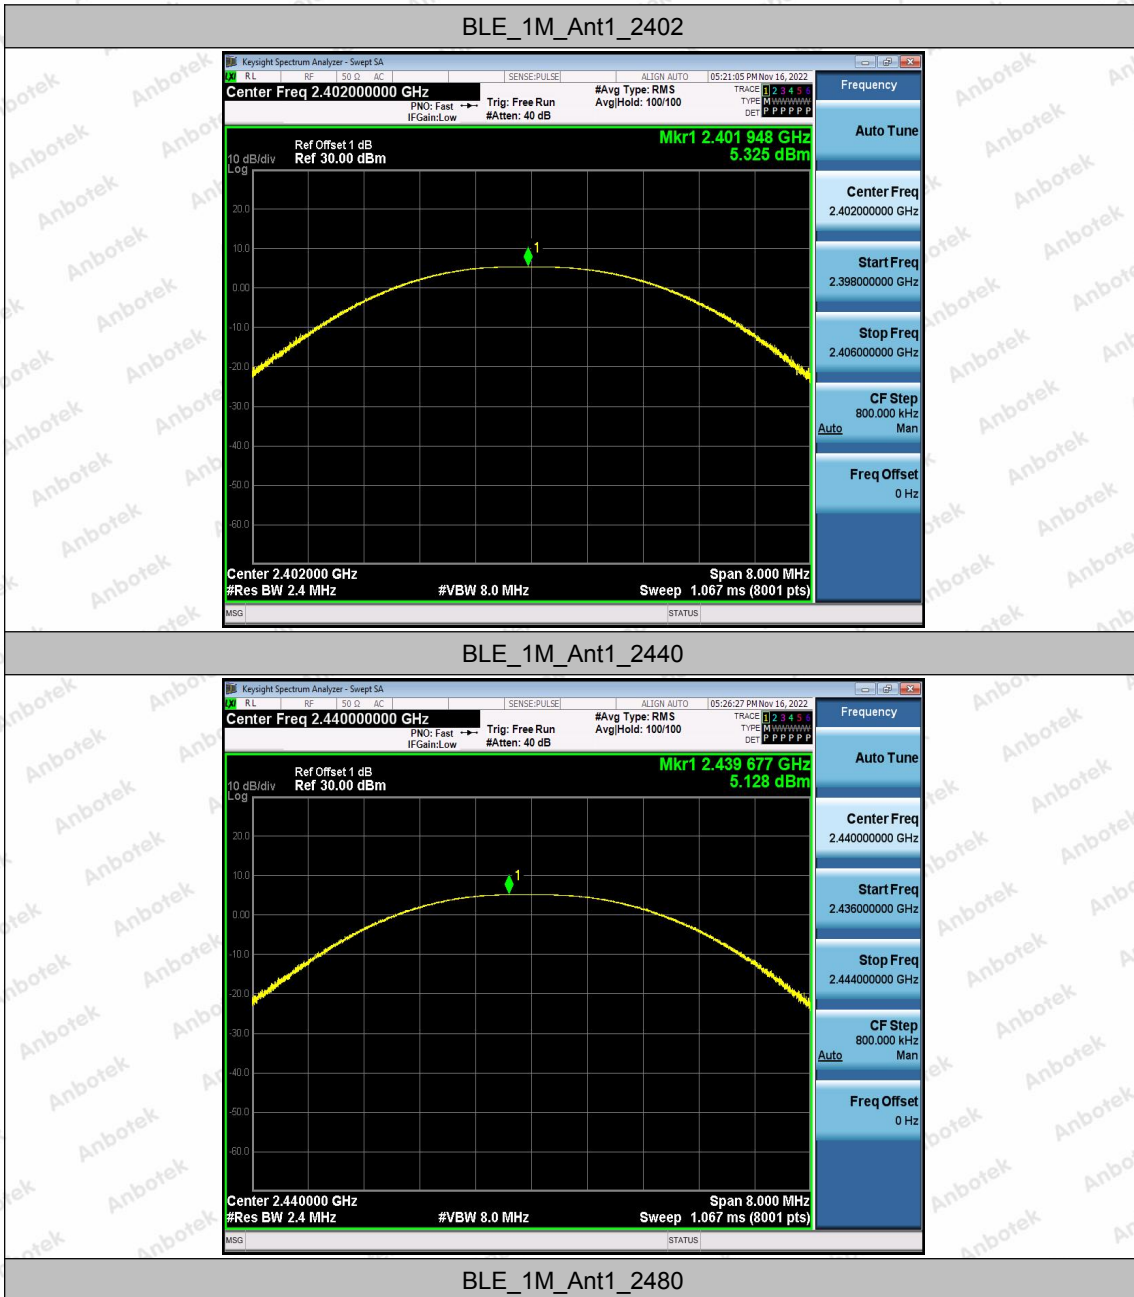 BLE_1M_Ant1_2402
Keysight Spectrum Analyzer - Swept SA
LXI RL RF 50 Ω AC SENSE:PULSE ALIGN AUTO 05:21:05 PM Nov 16, 2022
Center Freq 2.402000000 GHz
PNO: Fast
IFGain:Low
Trig: Free Run
#Atten: 40 dB
#Avg Type: RMS
Avg|Hold: 100/100
TRACE 1 2 3 4 5 6
TYPE M W W W W W
DET P P P P P P
Frequency
Mkr1 2.401 948 GHz
5.325 dBm
Ref Offset 1 dB
10 dB/div Ref 30.00 dBm
Log
20.0
10.0
0.00
-10.0
-20.0
-30.0
-40.0
-50.0
-60.0
1
Auto Tune
Center Freq
2.402000000 GHz
Start Freq
2.398000000 GHz
Stop Freq
2.406000000 GHz
CF Step
800.000 kHz
Auto Man
Freq Offset
0 Hz
Center 2.402000 GHz Span 8.000 MHz
#Res BW 2.4 MHz #VBW 8.0 MHz Sweep 1.067 ms (8001 pts)
MSG STATUS
BLE_1M_Ant1_2440
Keysight Spectrum Analyzer - Swept SA
LXI RL RF 50 Ω AC SENSE:PULSE ALIGN AUTO 05:26:27 PM Nov 16, 2022
Center Freq 2.440000000 GHz
PNO: Fast
IFGain:Low
Trig: Free Run
#Atten: 40 dB
#Avg Type: RMS
Avg|Hold: 100/100
TRACE 1 2 3 4 5 6
TYPE M W W W W W
DET P P P P P P
Frequency
Mkr1 2.439 677 GHz
5.128 dBm
Ref Offset 1 dB
10 dB/div Ref 30.00 dBm
Log
20.0
10.0
0.00
-10.0
-20.0
-30.0
-40.0
-50.0
-60.0
1
Auto Tune
Center Freq
2.440000000 GHz
Start Freq
2.436000000 GHz
Stop Freq
2.444000000 GHz
CF Step
800.000 kHz
Auto Man
Freq Offset
0 Hz
Center 2.440000 GHz Span 8.000 MHz
#Res BW 2.4 MHz #VBW 8.0 MHz Sweep 1.067 ms (8001 pts)
MSG STATUS
BLE_1M_Ant1_2480
Anbotek